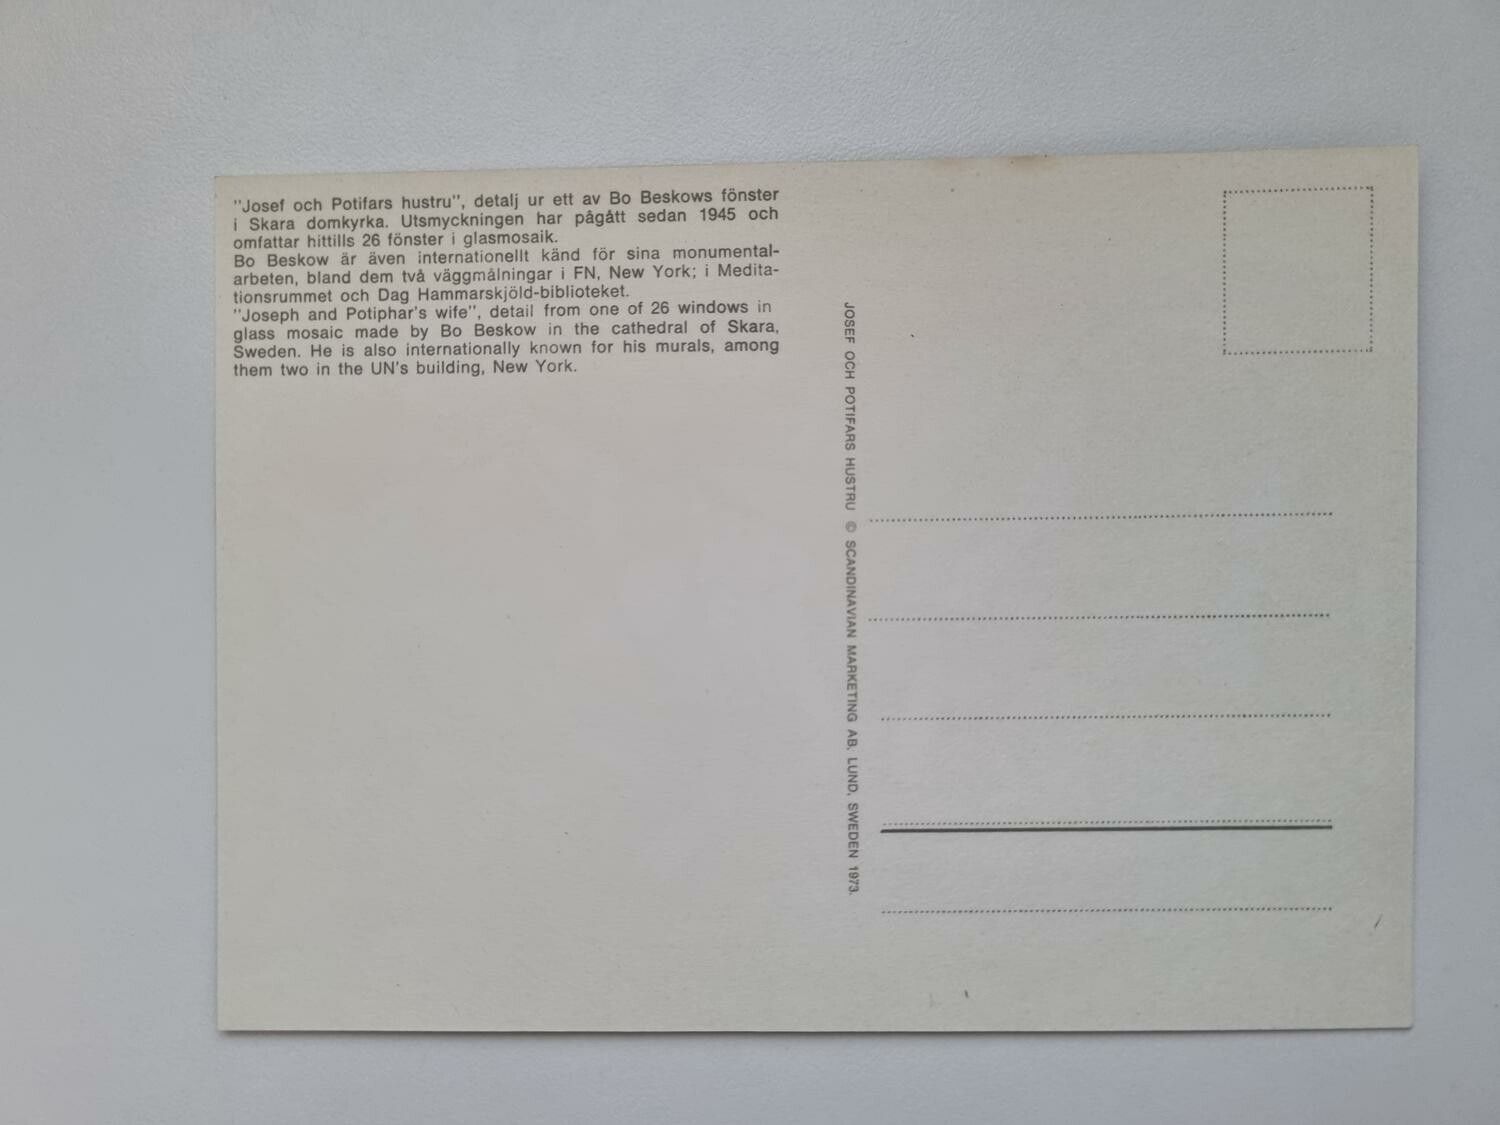 "Josef och Potifars hustru", detalj ur ett av Bo Beskows fönster
i Skara domkyrka. Utsmyckningen har pågått sedan 1945 och
omfattar hittills 26 fönster i glasmosaik.
Bo Beskow är även internationellt känd för sina monumental-
arbeten, bland dem två väggmålningar i FN, New York; i Medita-
tionsrummet och Dag Hammarskjöld-biblioteket.
"Joseph and Potiphar's wife", detail from one of 26 windows in
glass mosaic made by Bo Beskow in the cathedral of Skara,
Sweden. He is also internationally known for his murals, among
them two in the UN's building, New York.
JOSEF OCH POTIFARS HUSTRU © SCANDINAVIAN MARKETING AB, LUND, SWEDEN 1973.